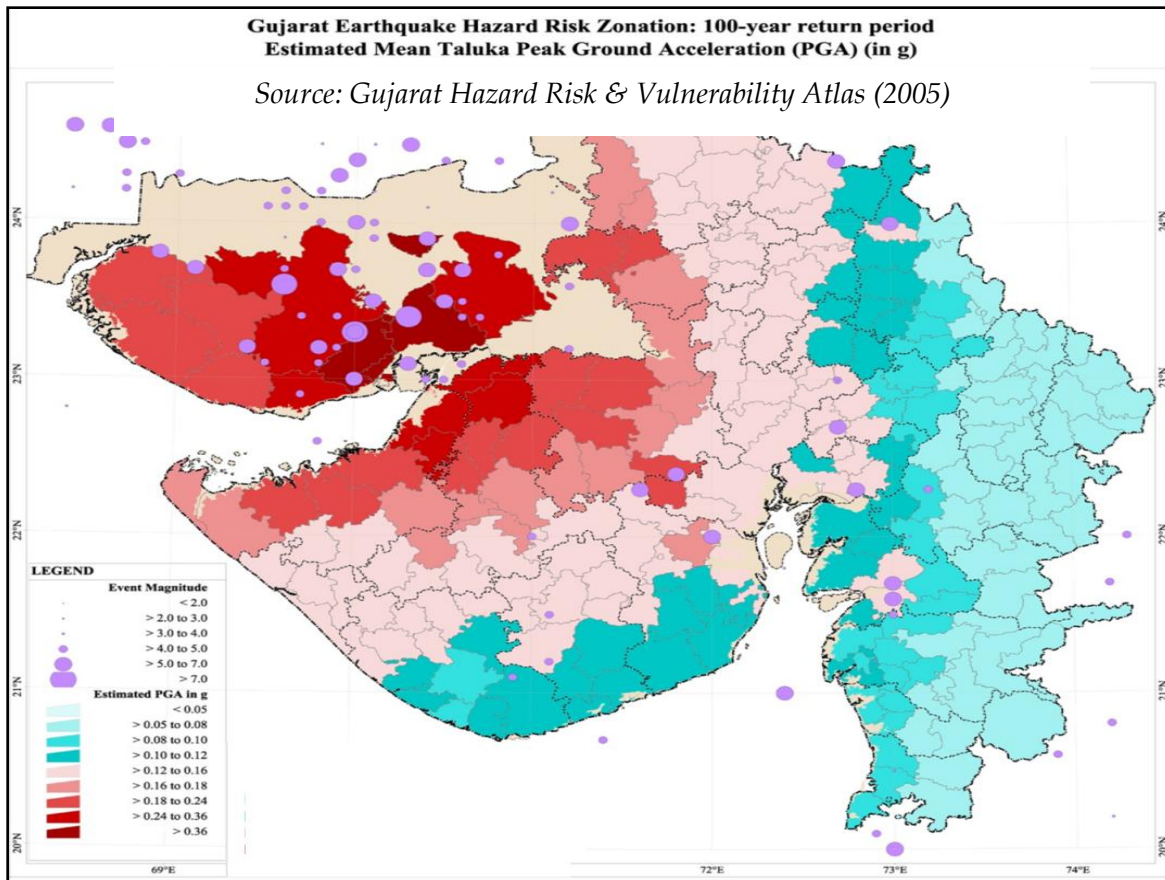 Gujarat Earthquake Hazard Risk Zonation: 100-year return period
Estimated Mean Taluka Peak Ground Acceleration (PGA) (in g)
Source: Gujarat Hazard Risk & Vulnerability Atlas (2005)
24°N
24°N
23°N
23°N
22°N
22°N
21°N
21°N
20°N
20°N
LEGEND
Event Magnitude
< 2.0
> 2.0 to 3.0
> 3.0 to 4.0
> 4.0 to 5.0
> 5.0 to 7.0
> 7.0
Estimated PGA in g
< 0.05
> 0.05 to 0.08
> 0.08 to 0.10
> 0.10 to 0.12
> 0.12 to 0.16
> 0.16 to 0.18
> 0.18 to 0.24
> 0.24 to 0.36
> 0.36
69°E
72°E
73°E
74°E